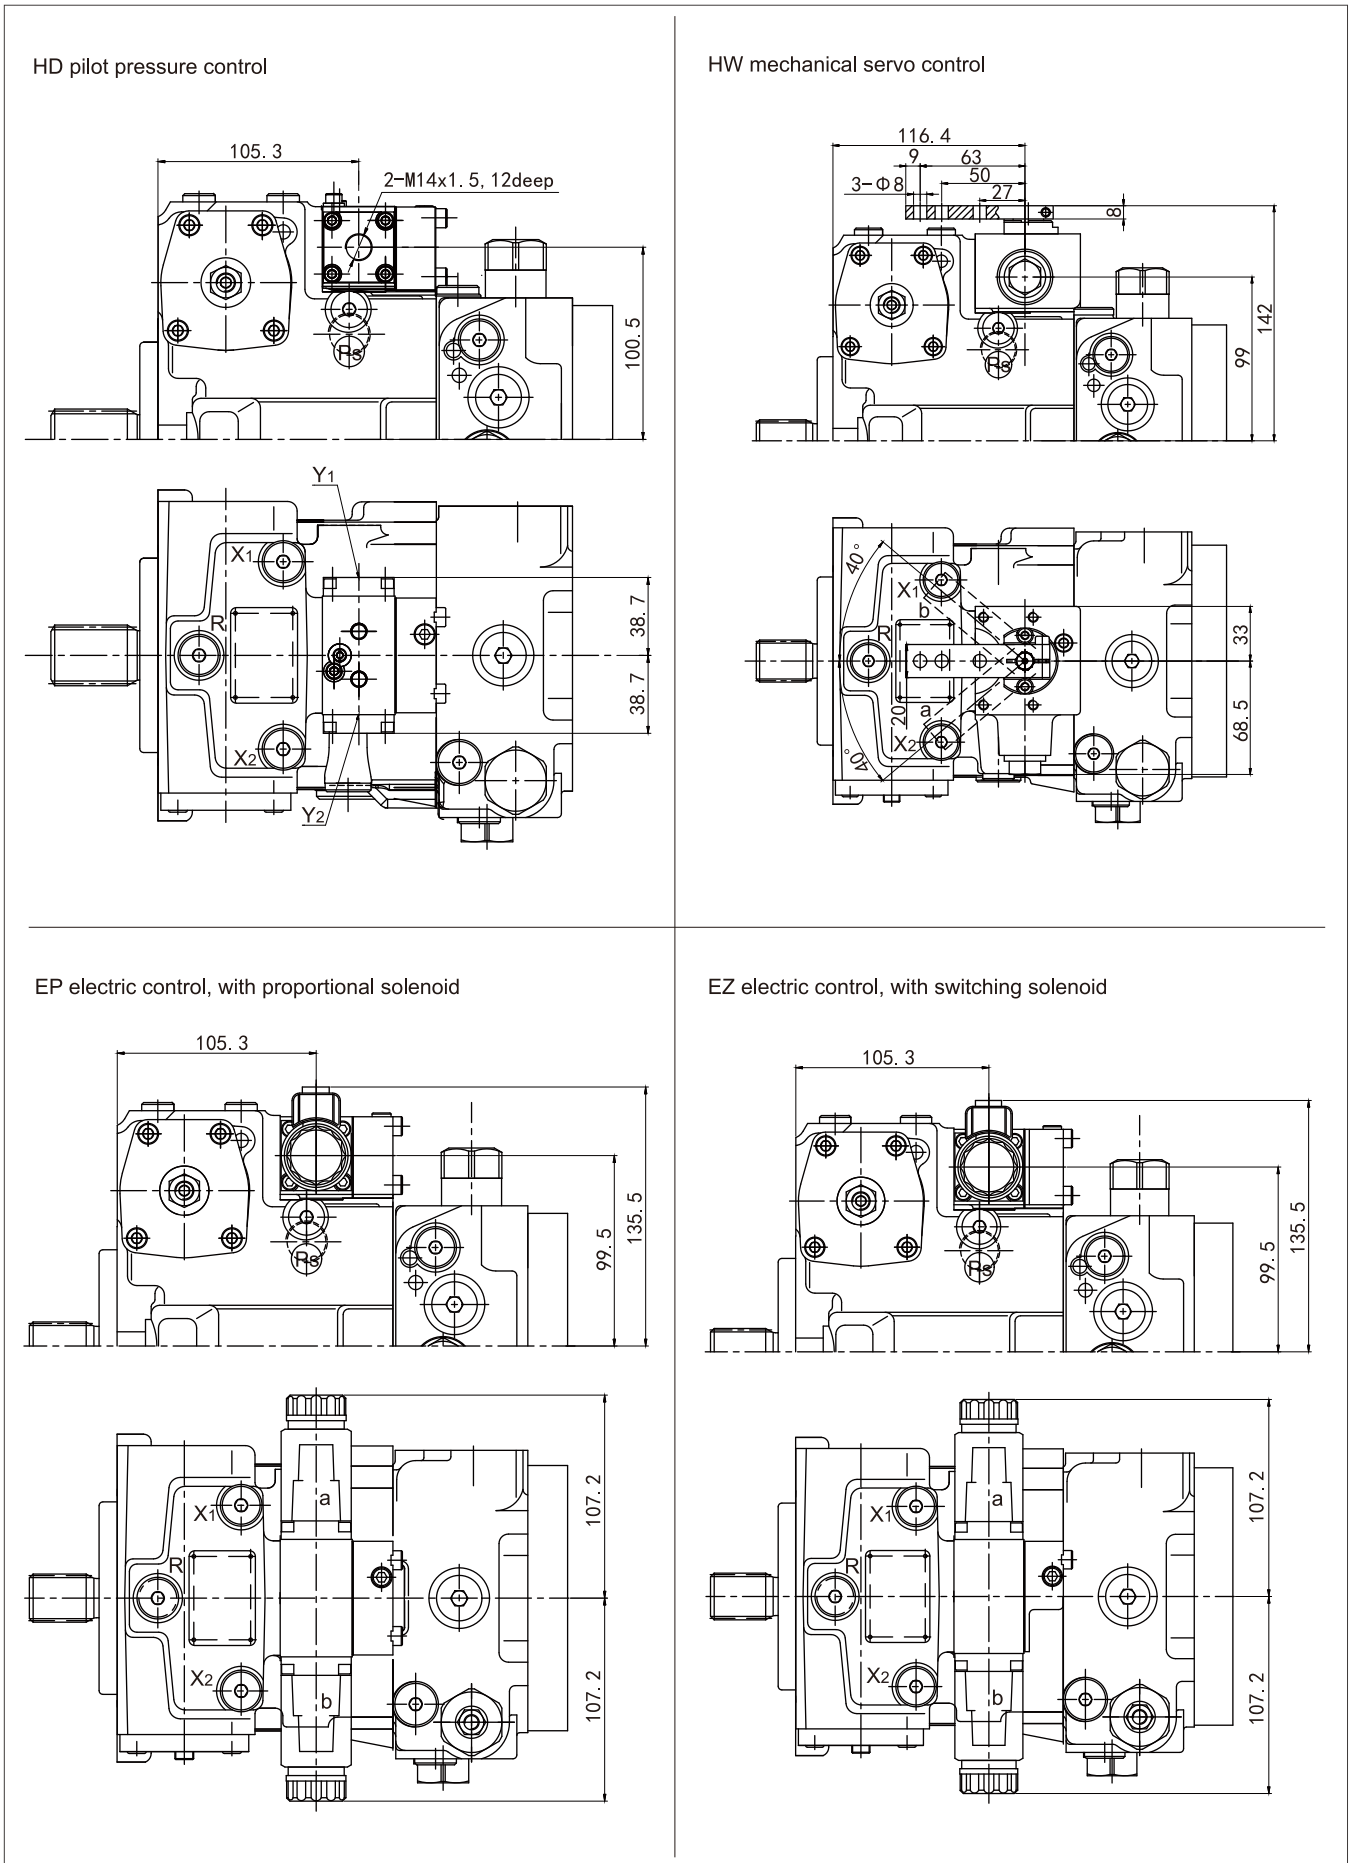 HD pilot pressure control
105. 3
2-M14x1. 5, 12deep
Rs
100. 5
Y1
X1
R
38. 7
38. 7
X2
Y2
HW mechanical servo control
116. 4
9
63
3-Φ8
50
27
8
Rs
99
142
40°
X1
b
R
33
20
a
X2
40°
68. 5
EP electric control, with proportional solenoid
105. 3
Rs
99. 5
135. 5
a
X1
R
107. 2
X2
b
107. 2
EZ electric control, with switching solenoid
105. 3
Rs
99. 5
135. 5
a
X1
R
107. 2
X2
b
107. 2